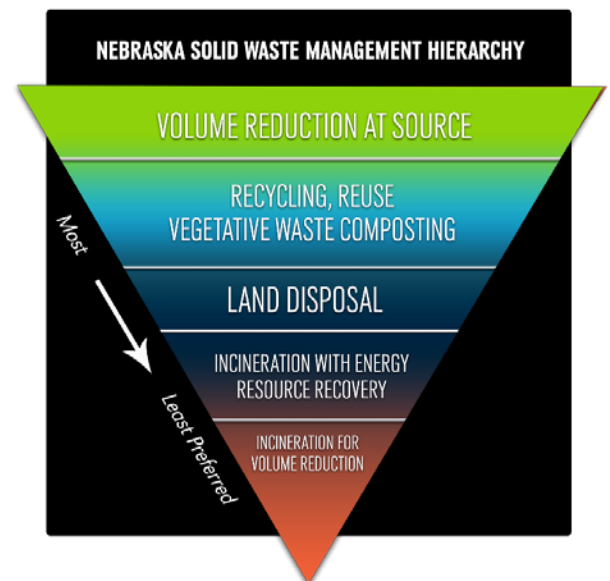 NEBRASKA SOLID WASTE MANAGEMENT HIERARCHY
VOLUME REDUCTION AT SOURCE
RECYCLING, REUSE
VEGETATIVE WASTE COMPOSTING
LAND DISPOSAL
INCINERATION WITH ENERGY
RESOURCE RECOVERY
INCINERATION FOR
VOLUME REDUCTION
Most
Least Preferred